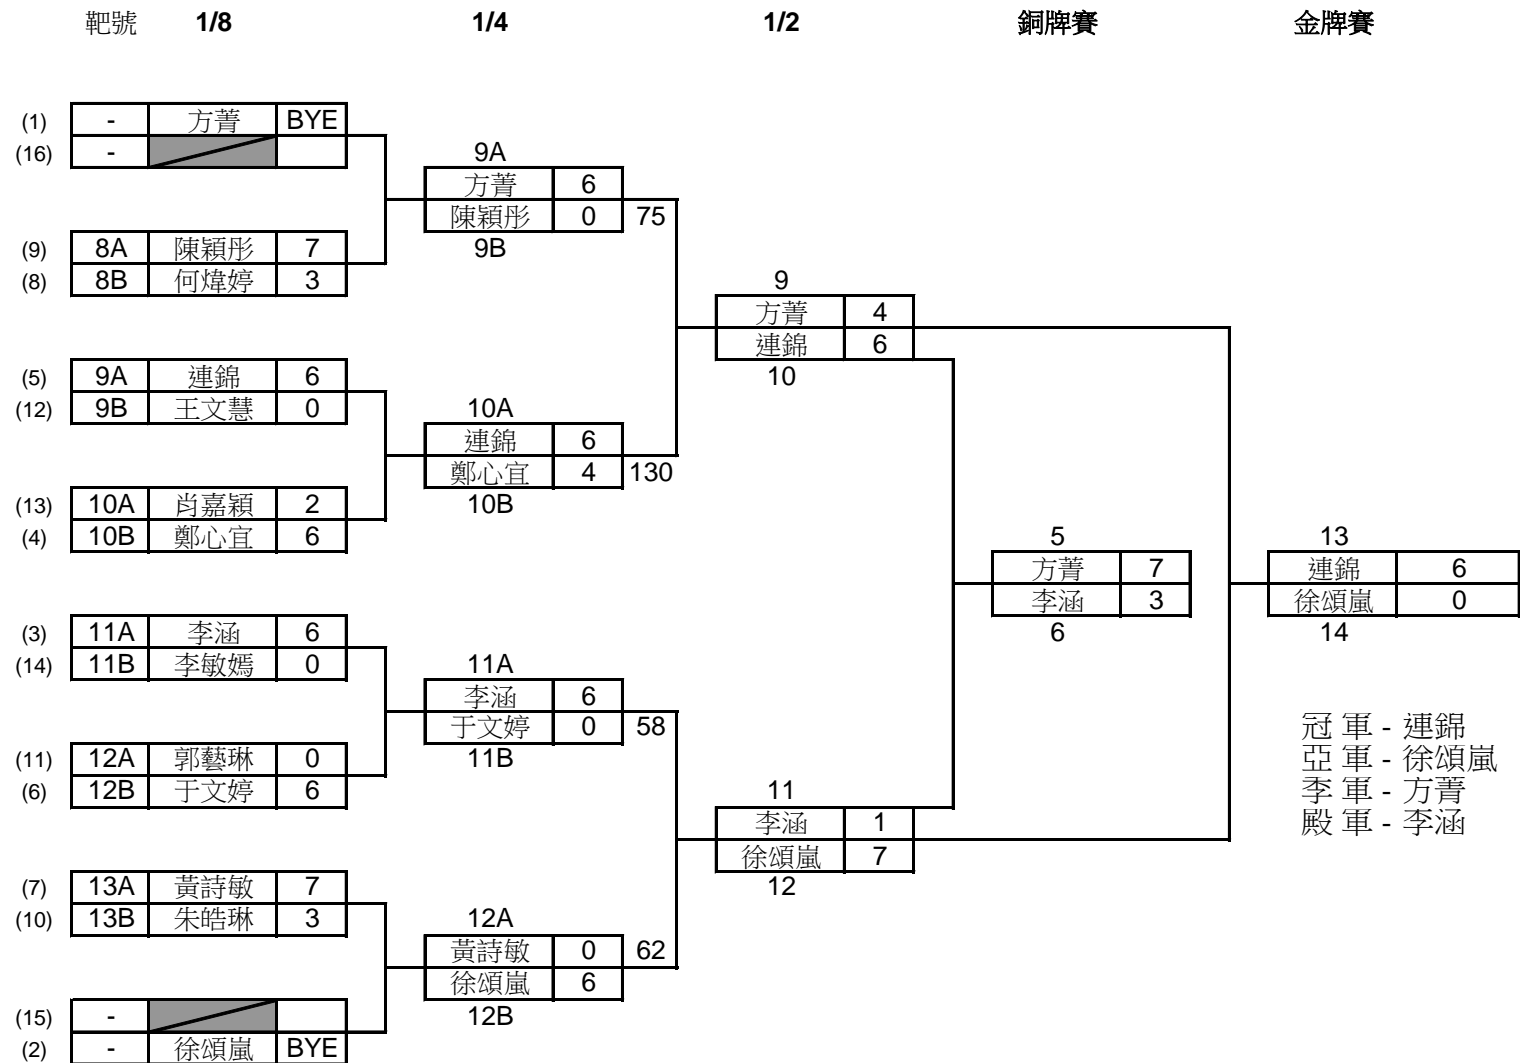 靶號 1/8 1/4 1/2 銅牌賽 金牌賽
(1) - 方菁 BYE
(16) -
9A
方菁 6
陳穎彤 0 75
9B
(9) 8A 陳穎彤 7
(8) 8B 何煒婷 3
9
方菁 4
連錦 6
10
(5) 9A 連錦 6
(12) 9B 王文慧 0
10A
連錦 6
鄭心宜 4 130
10B
(13) 10A 肖嘉穎 2
(4) 10B 鄭心宜 6
5
方菁 7
李涵 3
6
13
連錦 6
徐頌嵐 0
14
(3) 11A 李涵 6
(14) 11B 李敏嫣 0
11A
李涵 6
于文婷 0 58
11B
冠 軍 - 連錦
亞 軍 - 徐頌嵐
季 軍 - 方菁
殿 軍 - 李涵
(11) 12A 郭藝琳 0
(6) 12B 于文婷 6
11
李涵 1
徐頌嵐 7
12
(7) 13A 黃詩敏 7
(10) 13B 朱皓琳 3
12A
黃詩敏 0 62
徐頌嵐 6
12B
(15) -
(2) - 徐頌嵐 BYE